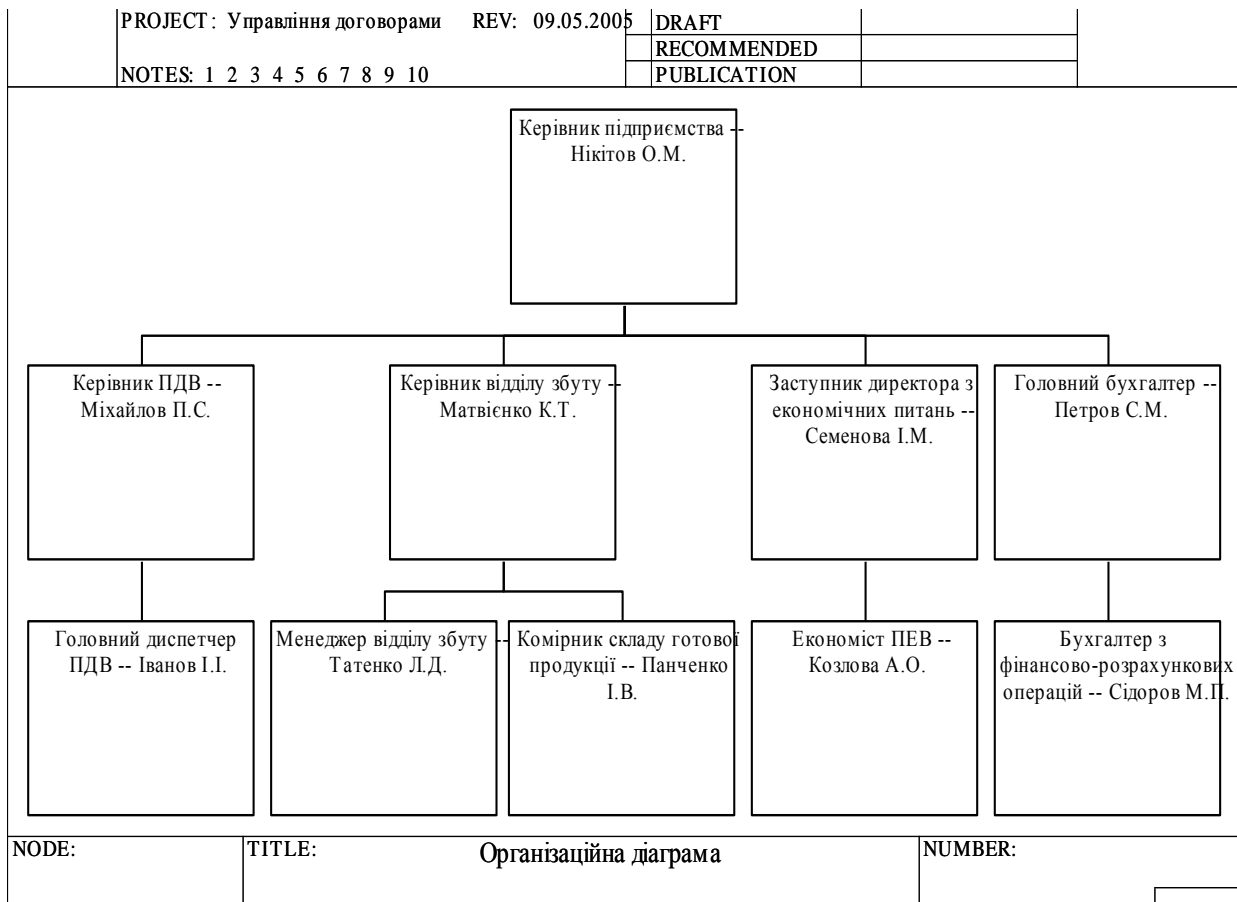 PROJECT: Управління договорами REV: 09.05.2005
DRAFT
RECOMMENDED
NOTES: 1 2 3 4 5 6 7 8 9 10
PUBLICATION
Керівник підприємства --
Нікітов О.М.
Керівник ПДВ --
Міхайлов П.С.
Керівник відділу збуту --
Матвієнко К.Т.
Заступник директора з
економічних питань --
Семенова І.М.
Головний бухгалтер --
Петров С.М.
Головний диспетчер
ПДВ -- Іванов І.І.
Менеджер відділу збуту --
Татенко Л.Д.
Комірник складу готової
продукції -- Панченко
І.В.
Економіст ПЕВ --
Козлова А.О.
Бухгалтер з
фінансово-розрахункових
операцій -- Сідоров М.П.
NODE:
TITLE:
Організаційна діаграма
NUMBER: